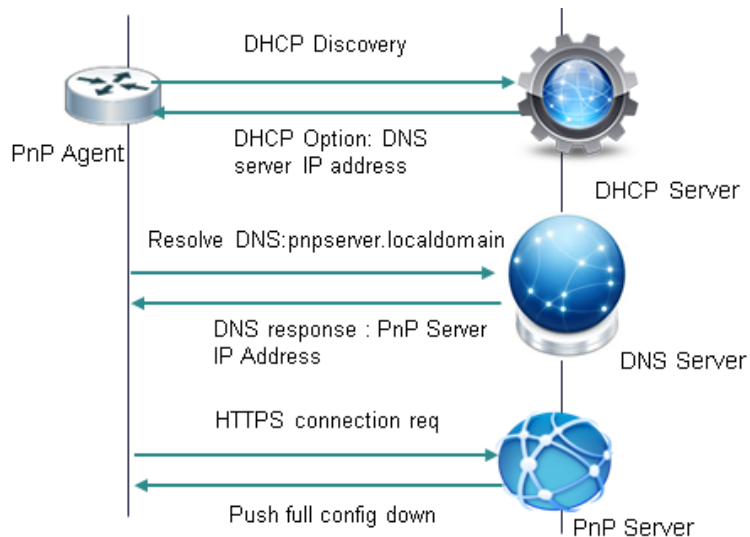 DHCP Discovery
DHCP Option: DNS
server IP address
PnP Agent
DHCP Server
Resolve DNS:pnpserver.localdomain
DNS response : PnP Server
IP Address
DNS Server
HTTPS connection req
Push full config down
PnP Server